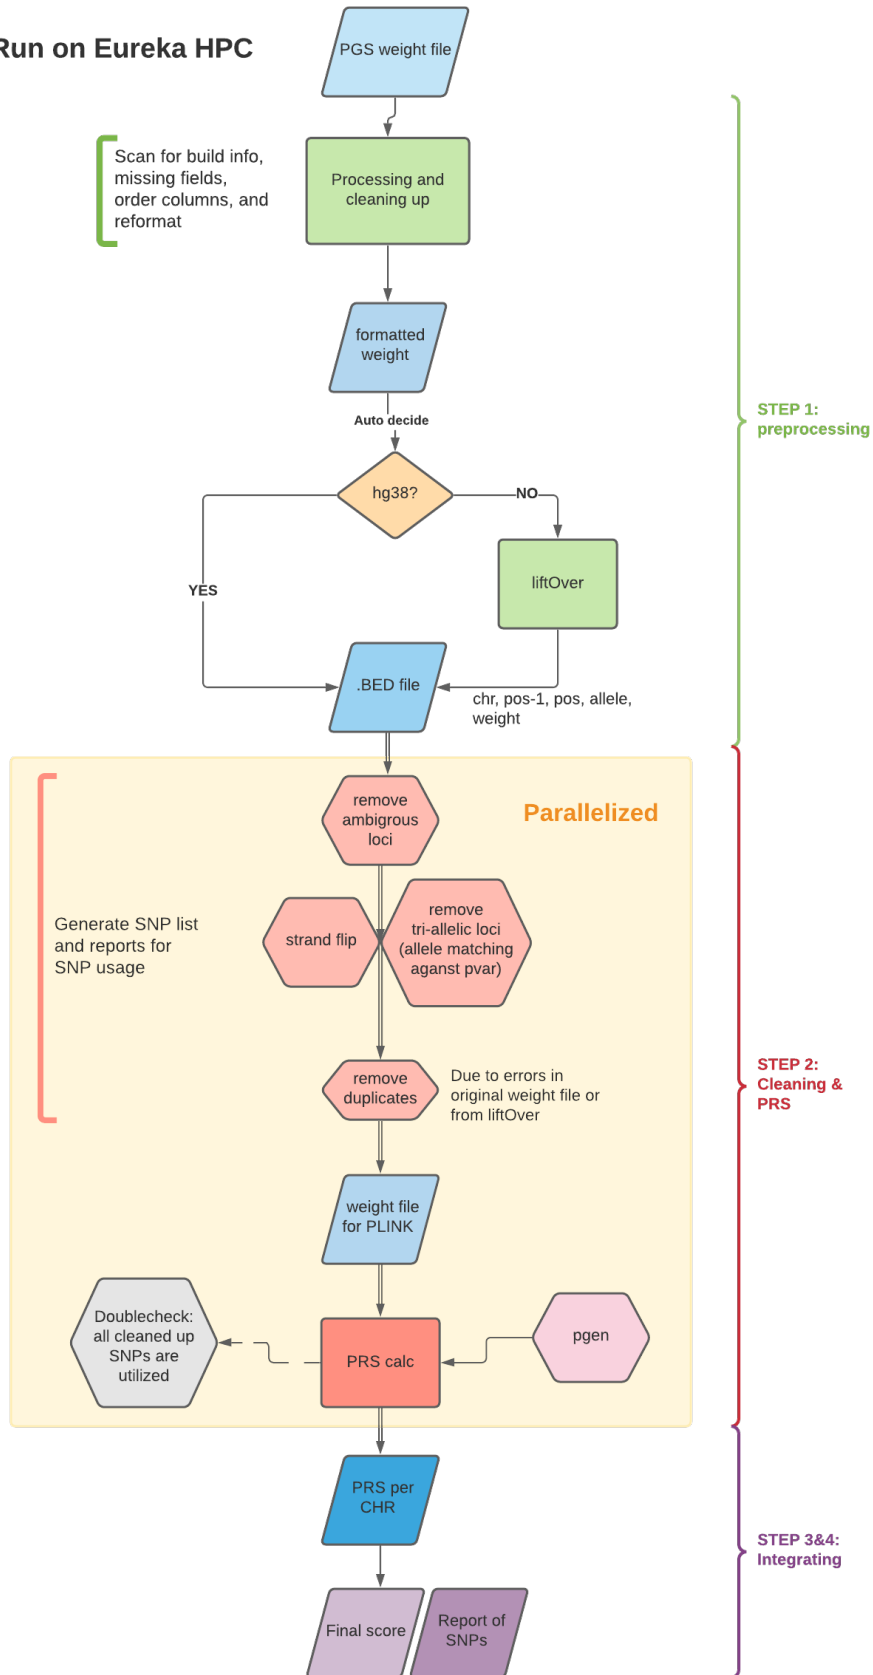 Run on Eureka HPC
PGS weight file
Scan for build info,
missing fields,
order columns, and
reformat
Processing and
cleaning up
formatted
weight
Auto decide
STEP 1:
preprocessing
hg38?
NO
liftOver
YES
.BED file
chr, pos-1, pos, allele,
weight
Parallelized
remove
ambigrous
loci
Generate SNP list
and reports for
SNP usage
strand flip
remove
tri-allelic loci
(allele matching
aganst pvar)
remove
duplicates
Due to errors in
original weight file or
from liftOver
STEP 2:
Cleaning &
PRS
weight file
for PLINK
Doublecheck:
all cleaned up
SNPs are
utilized
PRS calc
pgen
PRS per
CHR
STEP 3&4:
Integrating
Final score
Report of
SNPs